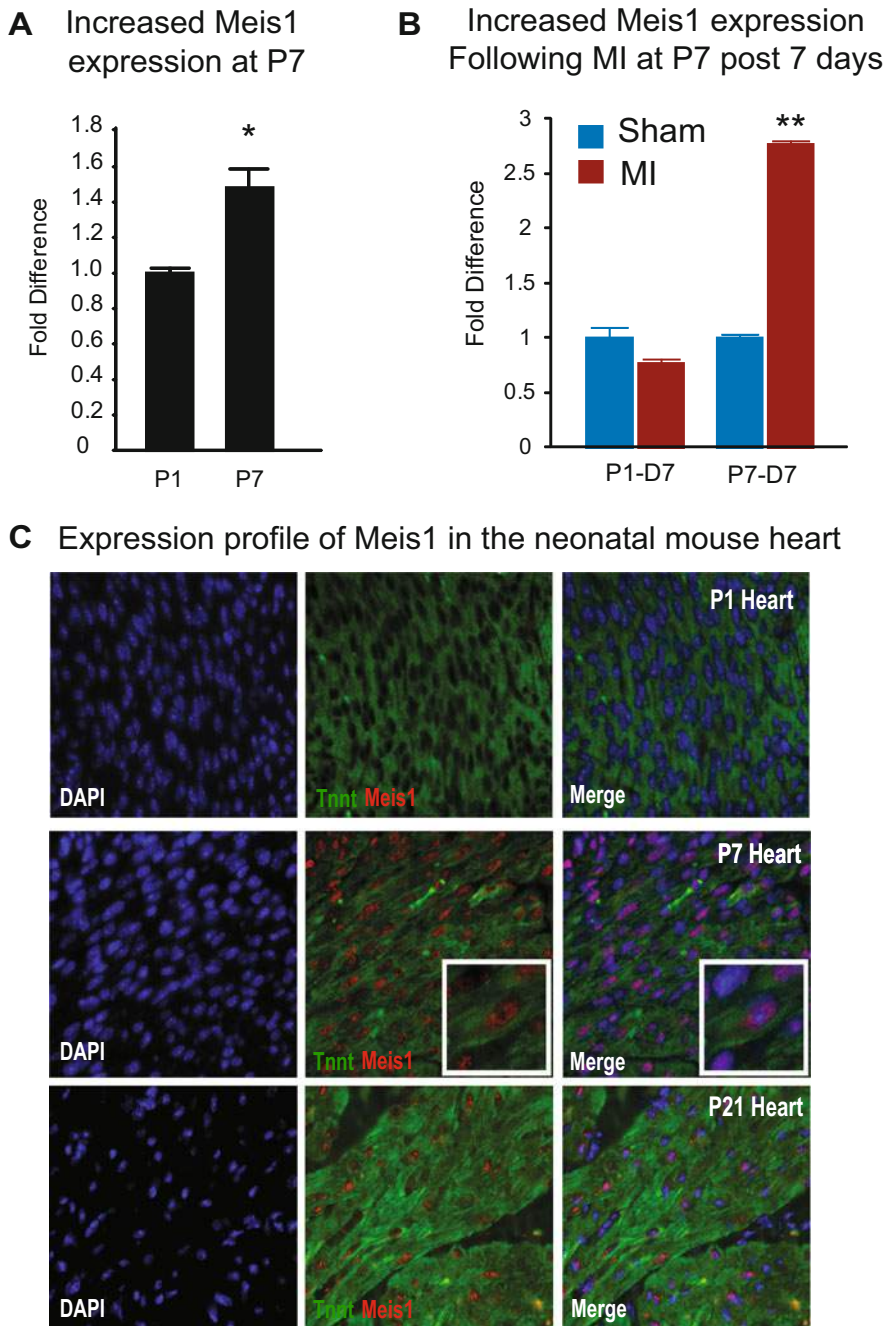 A Increased Meis1
expression at P7
Fold Difference
1.8
1.6
1.4
1.2
1.0
0.8
0.6
0.4
0.2
0
*
P1 P7
B Increased Meis1 expression
Following MI at P7 post 7 days
Fold Difference
3
2.5
2
1.5
1
0.5
0
Sham
MI
**
P1-D7 P7-D7
C Expression profile of Meis1 in the neonatal mouse heart
P1 Heart
DAPI Tnnt Meis1 Merge
P7 Heart
DAPI Tnnt Meis1 Merge
P21 Heart
DAPI Tnnt Meis1 Merge